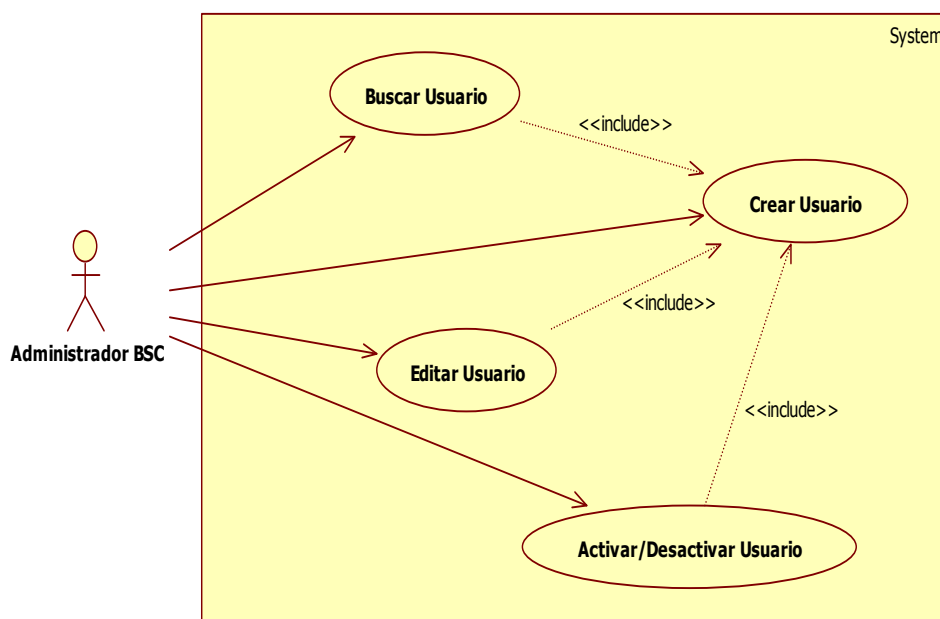 System
Buscar Usuario
<<include>>
Crear Usuario
<<include>>
Administrador BSC
Editar Usuario
<<include>>
Activar/Desactivar Usuario